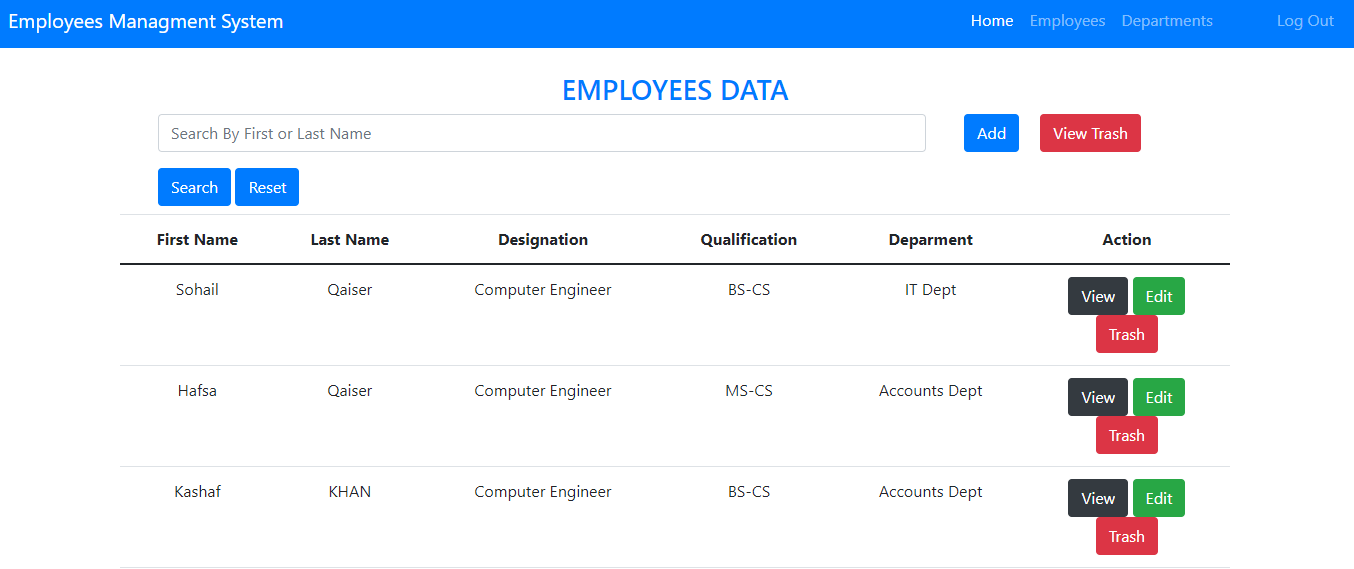 Employees Managment System Home Employees Departments Log Out
EMPLOYEES DATA
Search By First or Last Name Add View Trash
Search Reset
First Name Last Name Designation Qualification Deparment Action
Sohail Qaiser Computer Engineer BS-CS IT Dept View Edit
Trash
Hafsa Qaiser Computer Engineer MS-CS Accounts Dept View Edit
Trash
Kashaf KHAN Computer Engineer BS-CS Accounts Dept View Edit
Trash